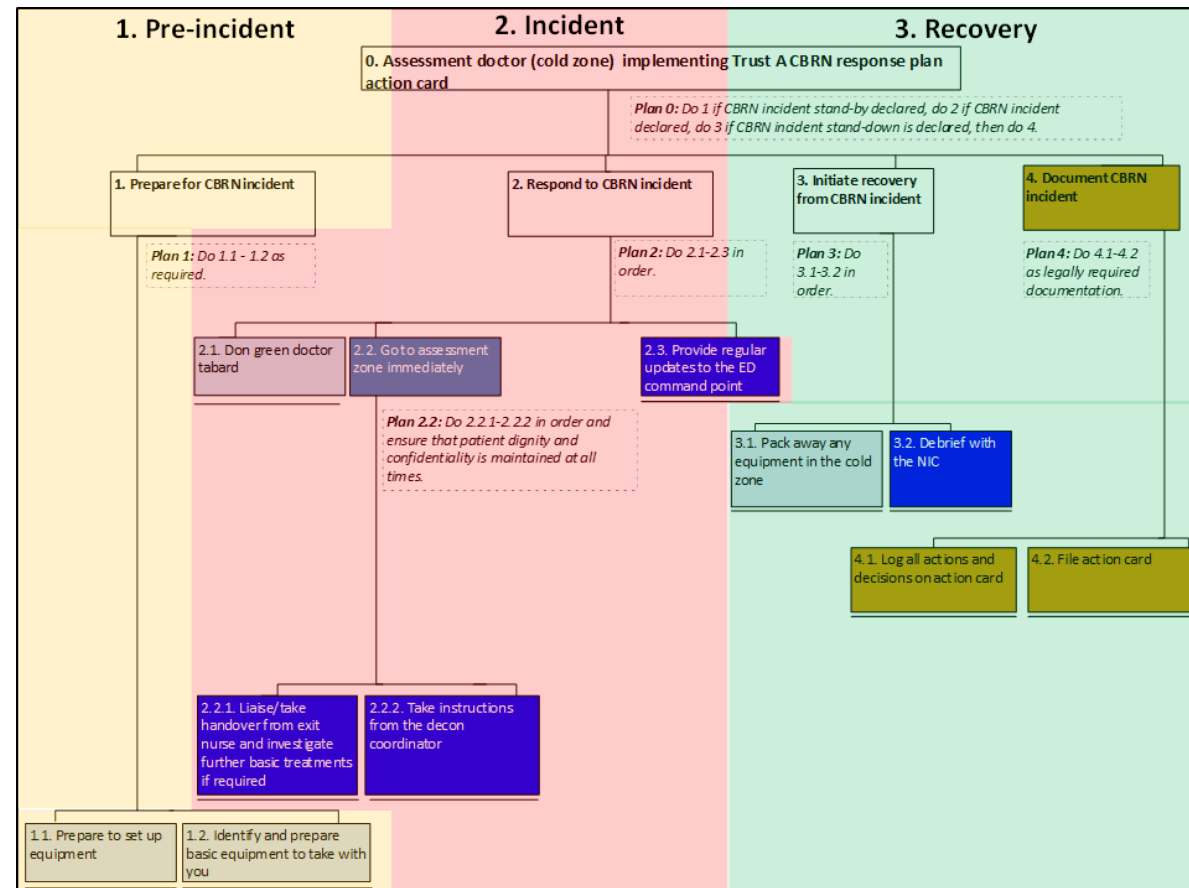 1. Pre-incident
2. Incident
3. Recovery
0. Assessment doctor (cold zone) implementing Trust A CBRN response plan
action card
Plan 0: Do 1 if CBRN incident stand-by declared, do 2 if CBRN incident
declared, do 3 if CBRN incident stand-down is declared, then do 4.
1. Prepare for CBRN incident
2. Respond to CBRN incident
3. Initiate recovery
from CBRN incident
4. Document CBRN
incident
Plan 1: Do 1.1 - 1.2 as
required.
Plan 2: Do 2.1-2.3 in
order.
Plan 3: Do
3.1-3.2 in
order.
Plan 4: Do 4.1-4.2
as legally required
documentation.
2.1. Don green doctor
tabard
2.2. Go to assessment
zone immediately
2.3. Provide regular
updates to the ED
command point
Plan 2.2: Do 2.2.1-2.2.2 in order and
ensure that patient dignity and
confidentiality is maintained at all
times.
3.1. Pack away any
equipment in the cold
zone
3.2. Debrief with
the NIC
4.1. Log all actions and
decisions on action card
4.2. File action card
2.2.1. Liaise/take
handover from exit
nurse and investigate
further basic treatments
if required
2.2.2. Take instructions
from the decon
coordinator
1.1. Prepare to set up
equipment
1.2. Identify and prepare
basic equipment to take with
you